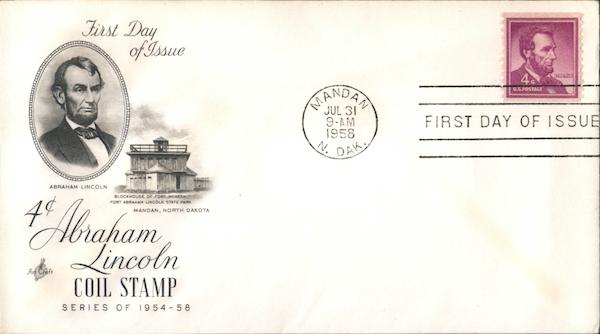 First Day
of Issue
ABRAHAM LINCOLN
BLOCKHOUSE OF FORT McKEEN
FORT ABRAHAM LINCOLN STATE PARK
MANDAN, NORTH DAKOTA
4¢
Abraham
Lincoln
Art Craft
COIL STAMP
SERIES OF 1954-58
MANDAN
JUL 31
9-AM
1958
N. DAK.
4¢
U.S. POSTAGE
FIRST DAY OF ISSUE